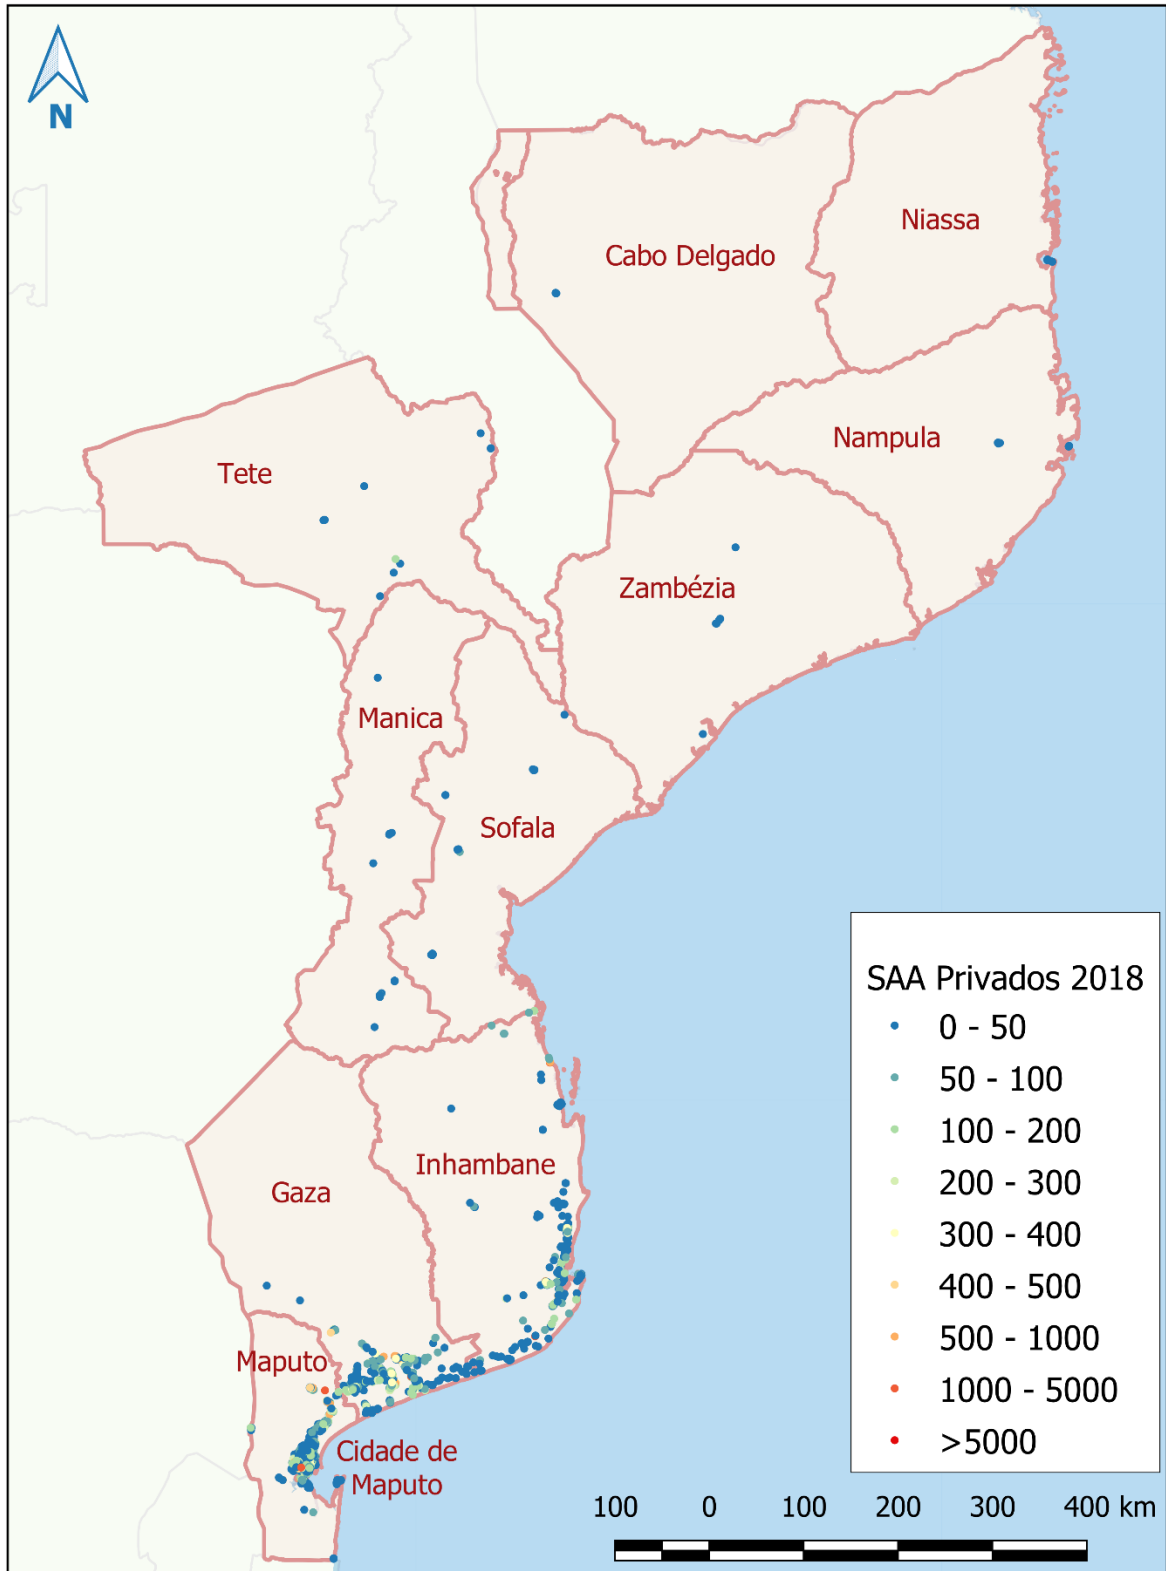 N
Niassa
Cabo Delgado
Nampula
Tete
Zambézia
Manica
Sofala
Inhambane
Gaza
Maputo
Cidade de
Maputo
SAA Privados 2018
0 - 50
50 - 100
100 - 200
200 - 300
300 - 400
400 - 500
500 - 1000
1000 - 5000
>5000
100 0 100 200 300 400 km